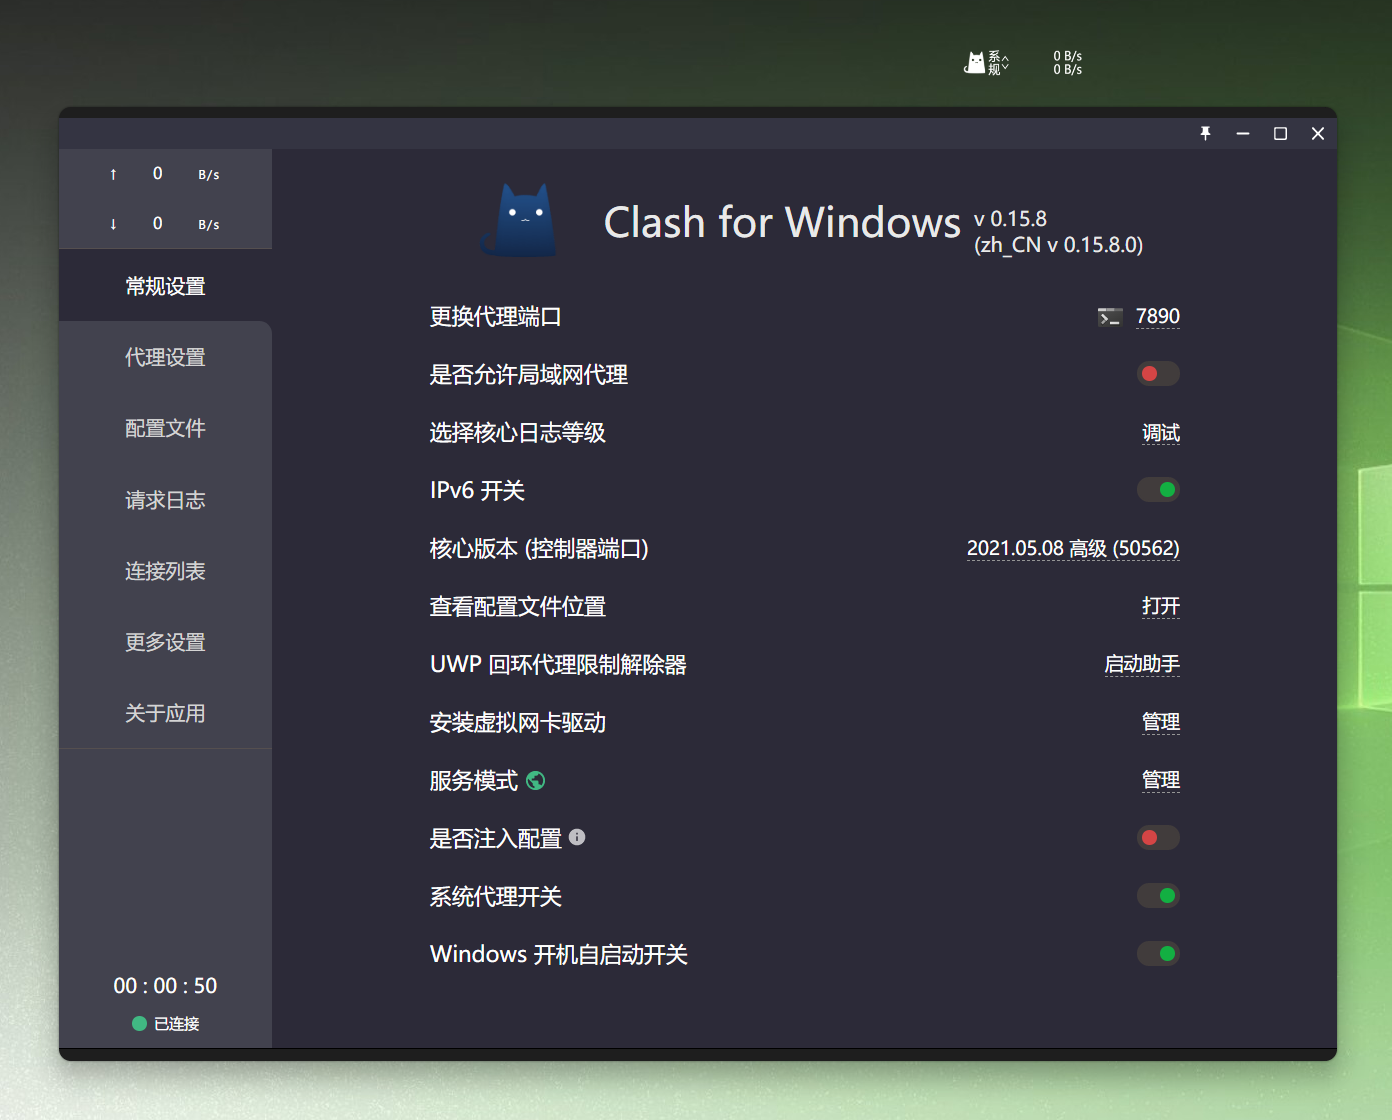 系
规
0 B/s
0 B/s
↑ 0 B/s
↓ 0 B/s
常规设置
代理设置
配置文件
请求日志
连接列表
更多设置
关于应用
00 : 00 : 50
已连接
Clash for Windows
v 0.15.8
(zh_CN v 0.15.8.0)
更换代理端口 7890
是否允许局域网代理
选择核心日志等级 调试
IPv6 开关
核心版本 (控制器端口) 2021.05.08 高级 (50562)
查看配置文件位置 打开
UWP 回环代理限制解除器 启动助手
安装虚拟网卡驱动 管理
服务模式 管理
是否注入配置
系统代理开关
Windows 开机自启动开关